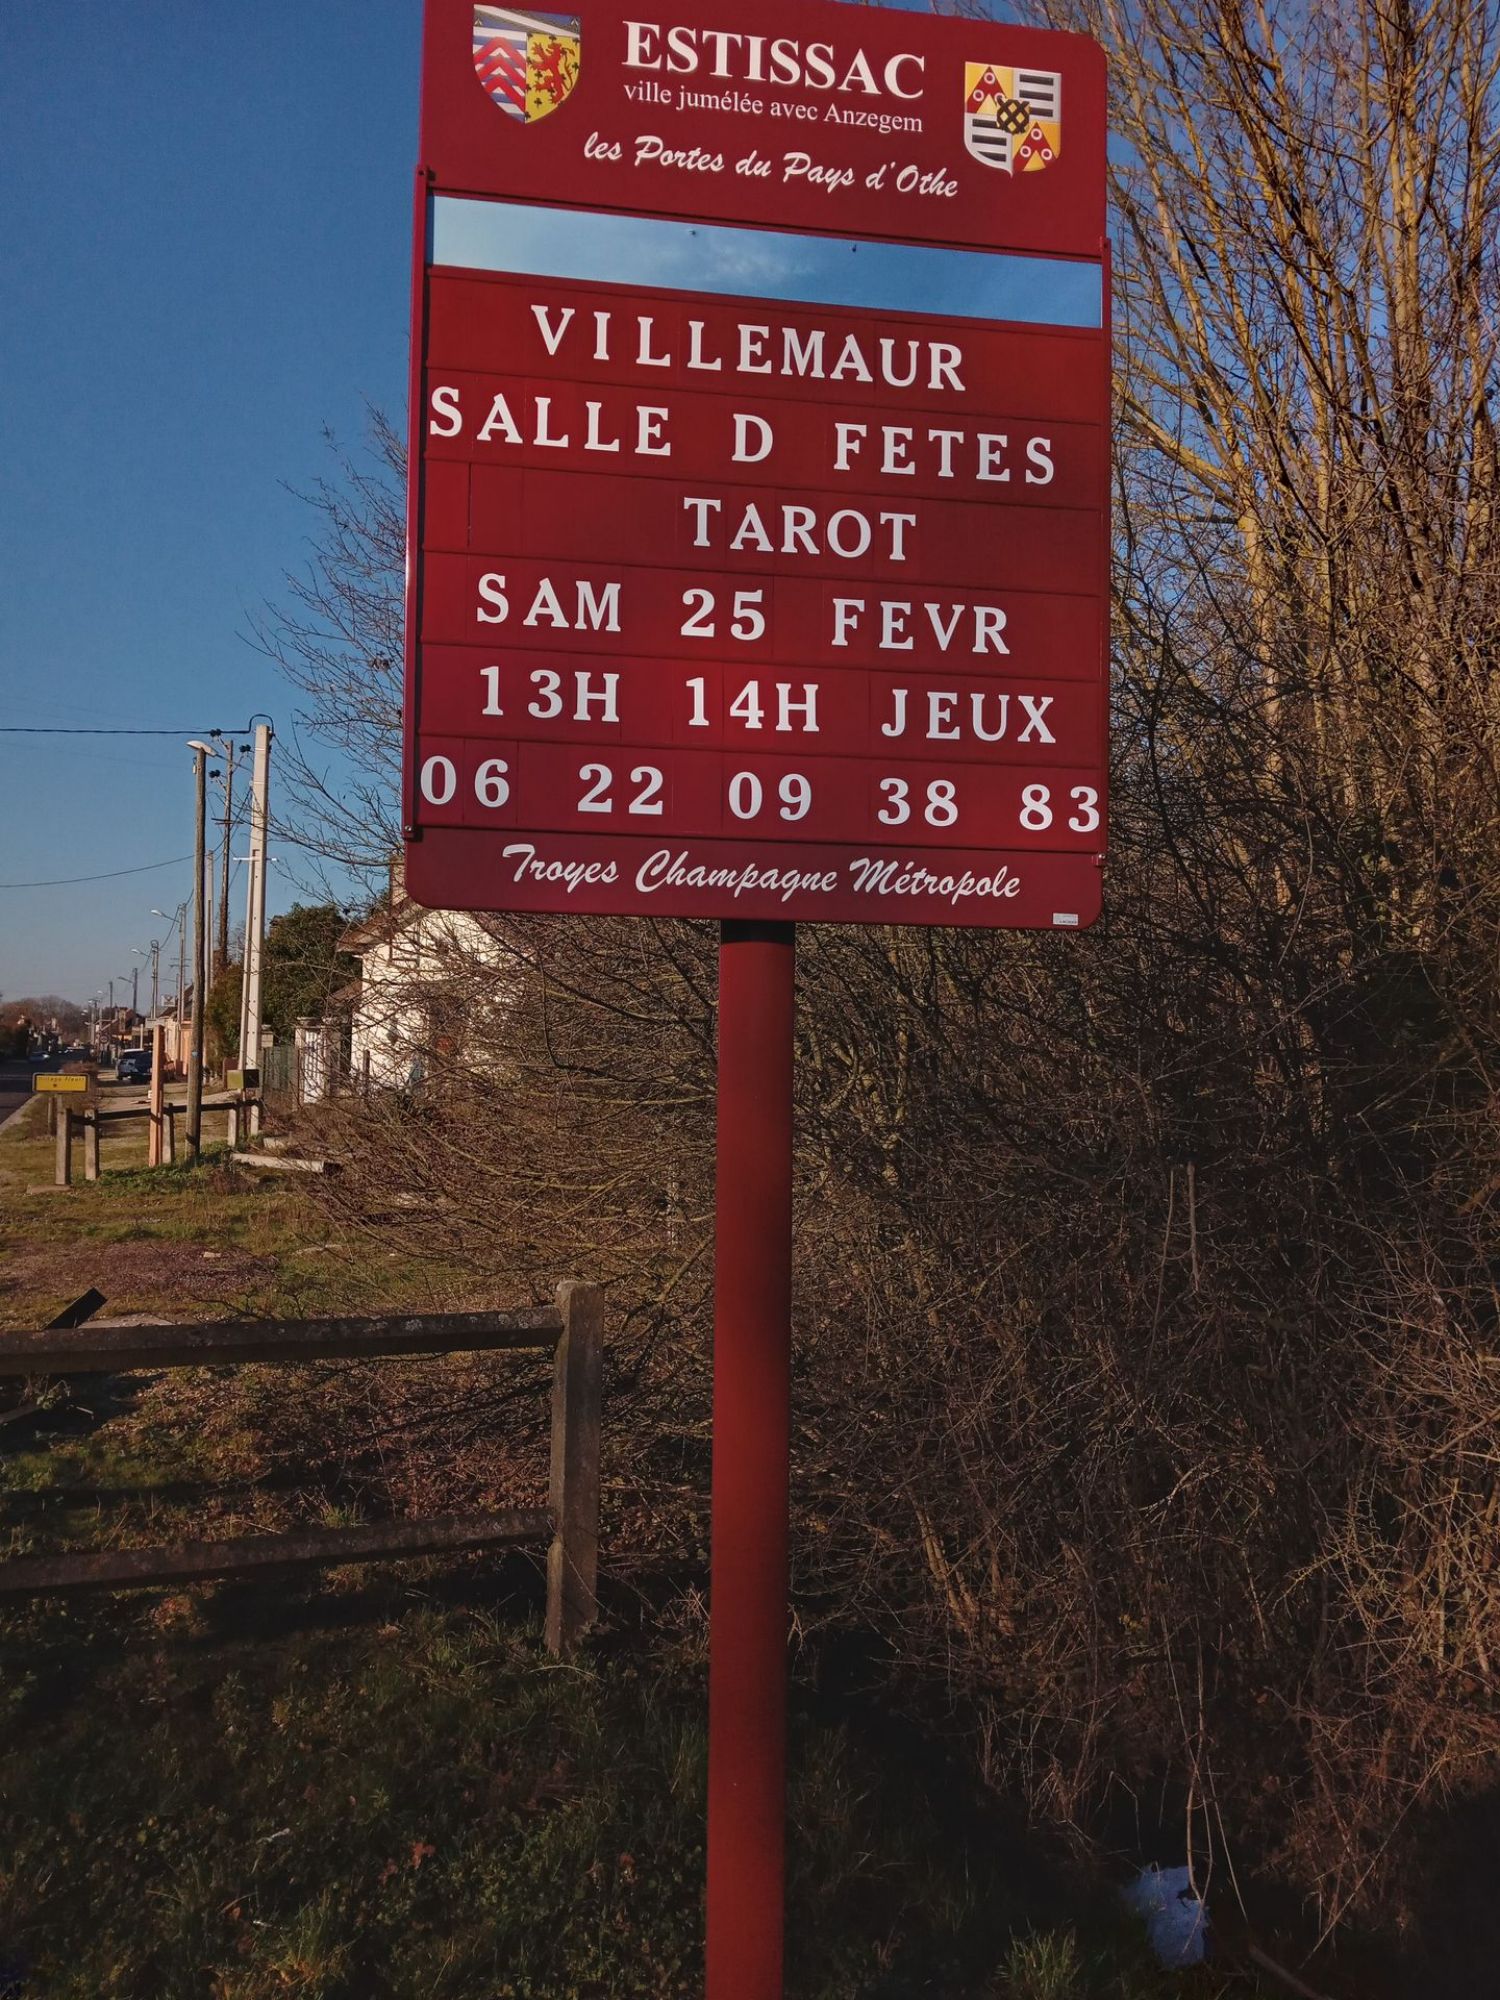 ESTISSAC
ville jumélée avec Anzegem
les Portes du Pays d'Othe
VILLEMAUR
SALLE D FETES
TAROT
SAM 25 FEVR
13H 14H JEUX
06 22 09 38 83
Troyes Champagne Métropole